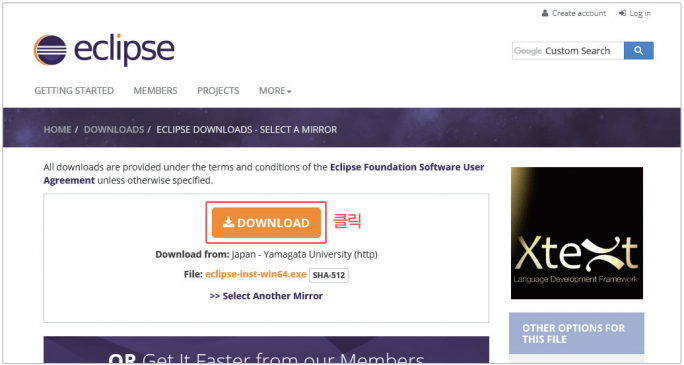 Create account Log in
eclipse
Google Custom Search
GETTING STARTED MEMBERS PROJECTS MORE
HOME / DOWNLOADS / ECLIPSE DOWNLOADS - SELECT A MIRROR
All downloads are provided under the terms and conditions of the Eclipse Foundation Software User
Agreement unless otherwise specified.
DOWNLOAD 클릭
Download from: Japan - Yamagata University (http)
File: eclipse-inst-win64.exe SHA-512
>> Select Another Mirror
Xtext
Language Development Framework
OTHER OPTIONS FOR
THIS FILE
OR Get It Faster from our Members